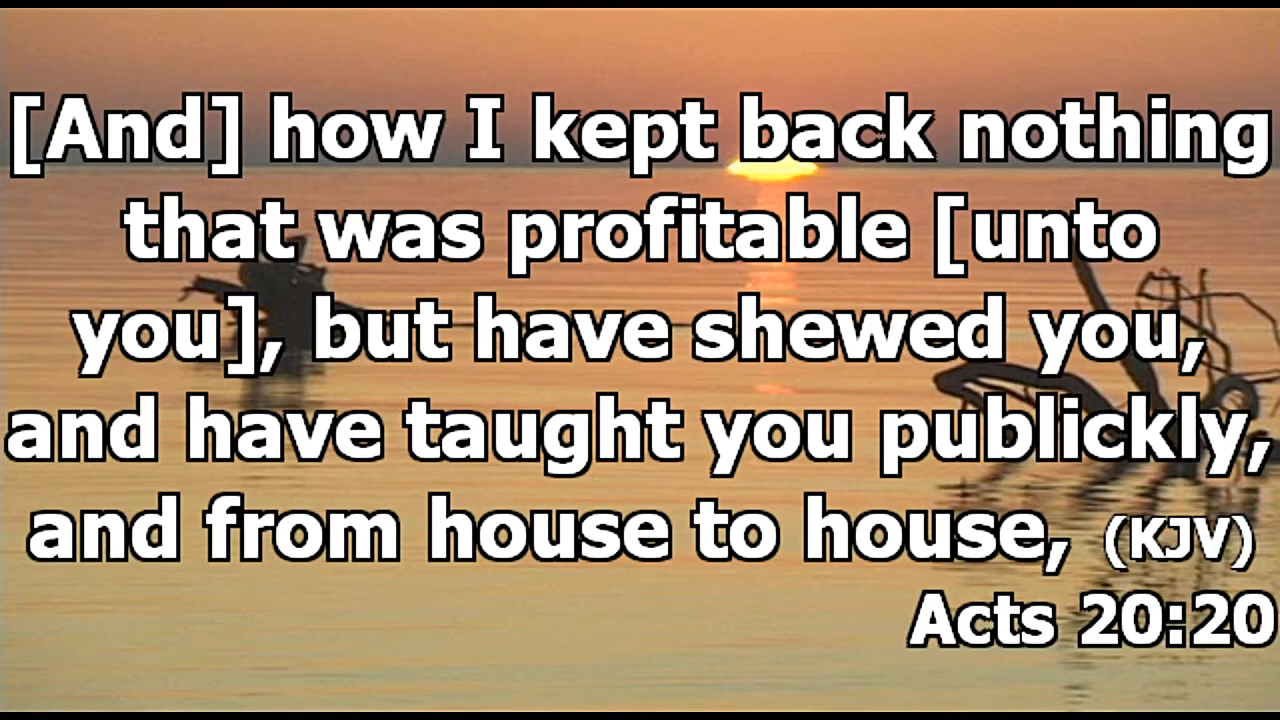 [And] how I kept back nothing
that was profitable [unto
you], but have shewed you,
and have taught you publickly,
and from house to house, (KJV)
Acts 20:20